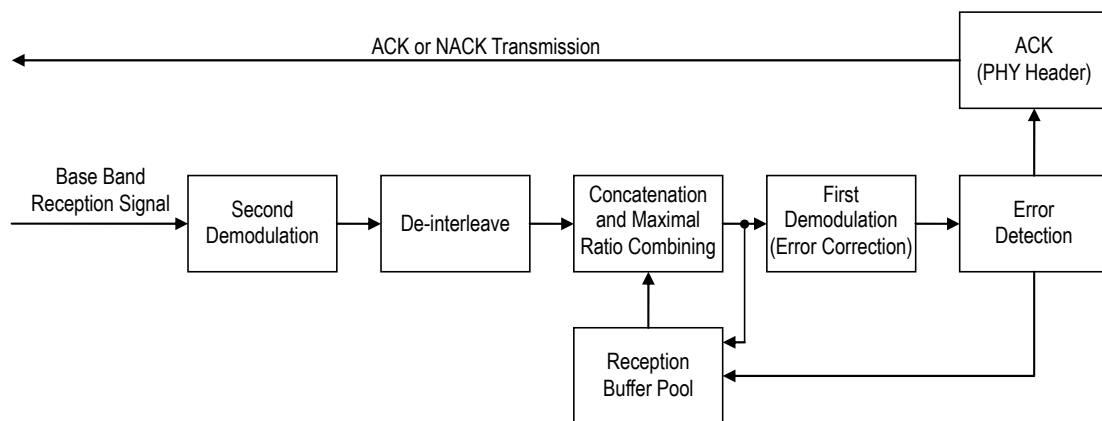 ACK or NACK Transmission
ACK
(PHY Header)
Base Band
Reception Signal
Second
Demodulation
De-interleave
Concatenation
and Maximal
Ratio Combining
First
Demodulation
(Error Correction)
Error
Detection
Reception
Buffer Pool